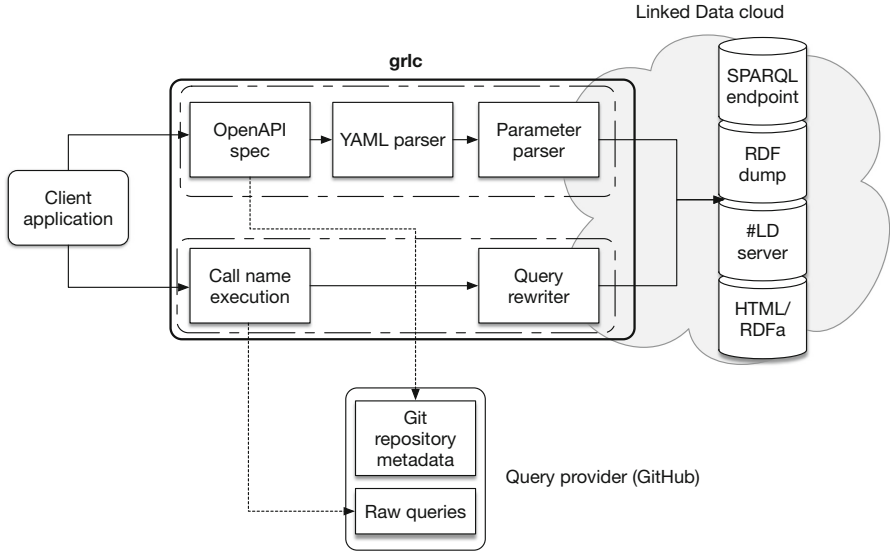 Linked Data cloud
grlc
SPARQL
endpoint
OpenAPI
spec
YAML parser
Parameter
parser
RDF
dump
Client
application
#LD
server
Call name
execution
Query
rewriter
HTML/
RDFa
Git
repository
metadata
Query provider (GitHub)
Raw queries